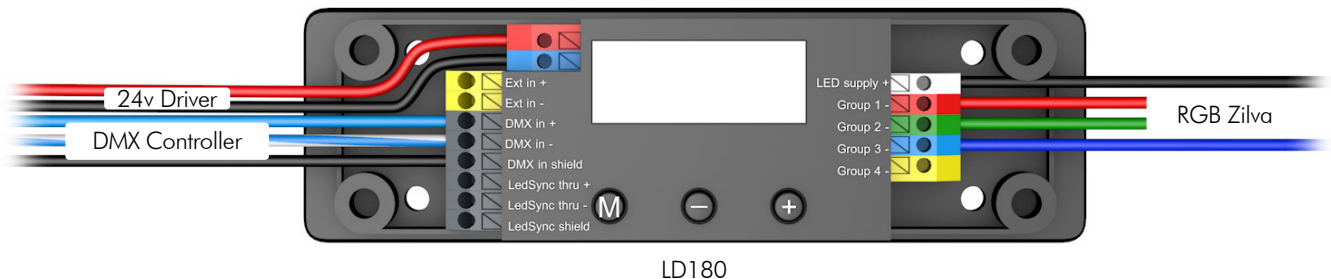 24v Driver
DMX Controller
Ext in +
Ext in -
DMX in +
DMX in -
DMX in shield
LedSync thru +
LedSync thru -
LedSync shield
M
−
+
LED supply +
Group 1 -
Group 2 -
Group 3 -
Group 4 -
RGB Zilva
LD180